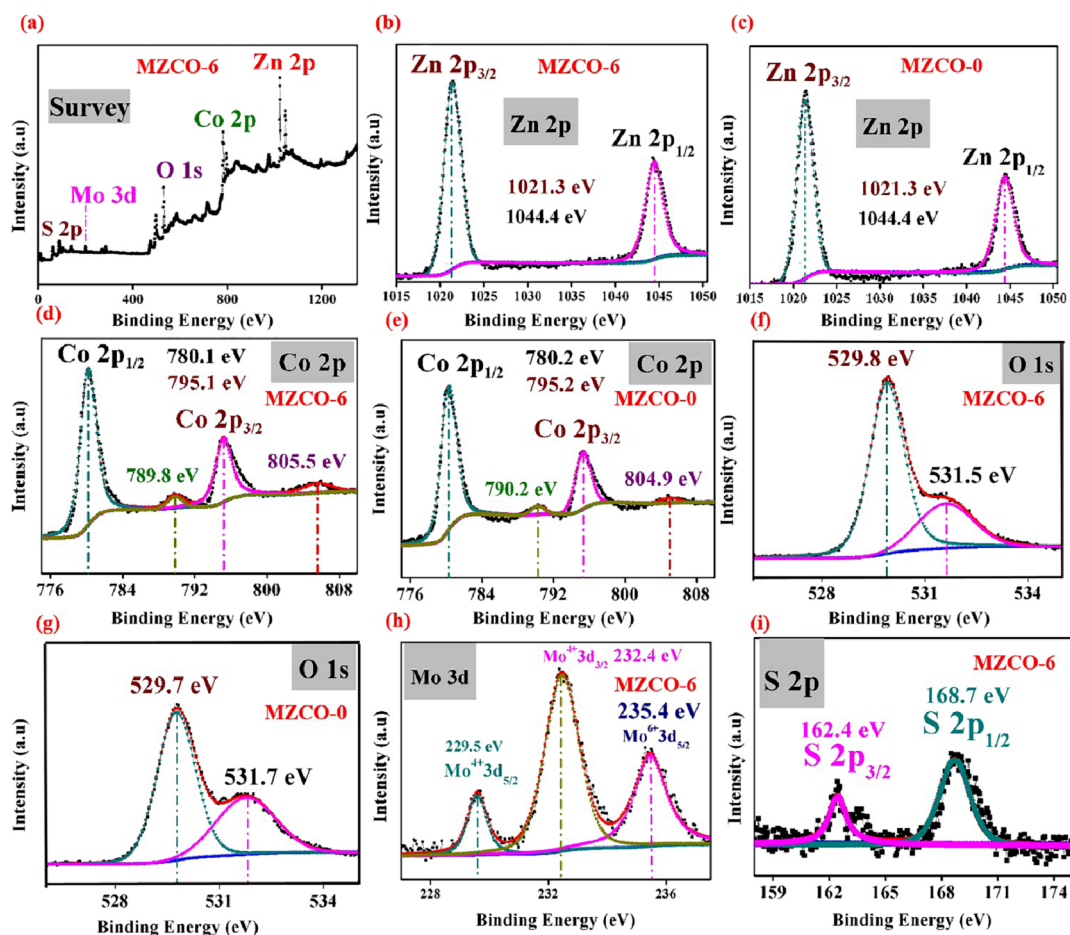 (a)
MZCO-6
Zn 2p
Survey
Co 2p
O 1s
Mo 3d
S 2p
Intensity (a.u)
0 400 800 1200
Binding Energy (eV)
(b)
Zn 2p3/2
MZCO-6
Zn 2p
Zn 2p1/2
1021.3 eV
1044.4 eV
Intensity (a.u)
1015 1020 1025 1030 1035 1040 1045 1050
Binding Energy (eV)
(c)
MZCO-0
Zn 2p3/2
Zn 2p
Zn 2p1/2
1021.3 eV
1044.4 eV
Intensity (a.u)
1015 1020 1025 1030 1035 1040 1045 1050
Binding Energy (eV)
(d)
Co 2p1/2
780.1 eV
Co 2p
795.1 eV
MZCO-6
Co 2p3/2
789.8 eV
805.5 eV
Intensity (a.u)
776 784 792 800 808
Binding Energy (eV)
(e)
Co 2p1/2
780.2 eV
Co 2p
795.2 eV
MZCO-0
Co 2p3/2
790.2 eV
804.9 eV
Intensity (a.u)
776 784 792 800 808
Binding Energy (eV)
(f)
529.8 eV
O 1s
MZCO-6
531.5 eV
Intensity (a.u)
528 531 534
Binding Energy (eV)
(g)
O 1s
529.7 eV
MZCO-0
531.7 eV
Intensity (a.u)
528 531 534
Binding Energy (eV)
(h)
Mo⁴⁺3d3/2 232.4 eV
Mo 3d
MZCO-6
235.4 eV
229.5 eV
Mo⁶⁺3d5/2
Mo⁴⁺3d5/2
Intensity (a.u)
228 232 236
Binding Energy (eV)
(i)
MZCO-6
S 2p
168.7 eV
162.4 eV
S 2p1/2
S 2p3/2
Intensity (a.u)
159 162 165 168 171 174
Binding Energy (eV)